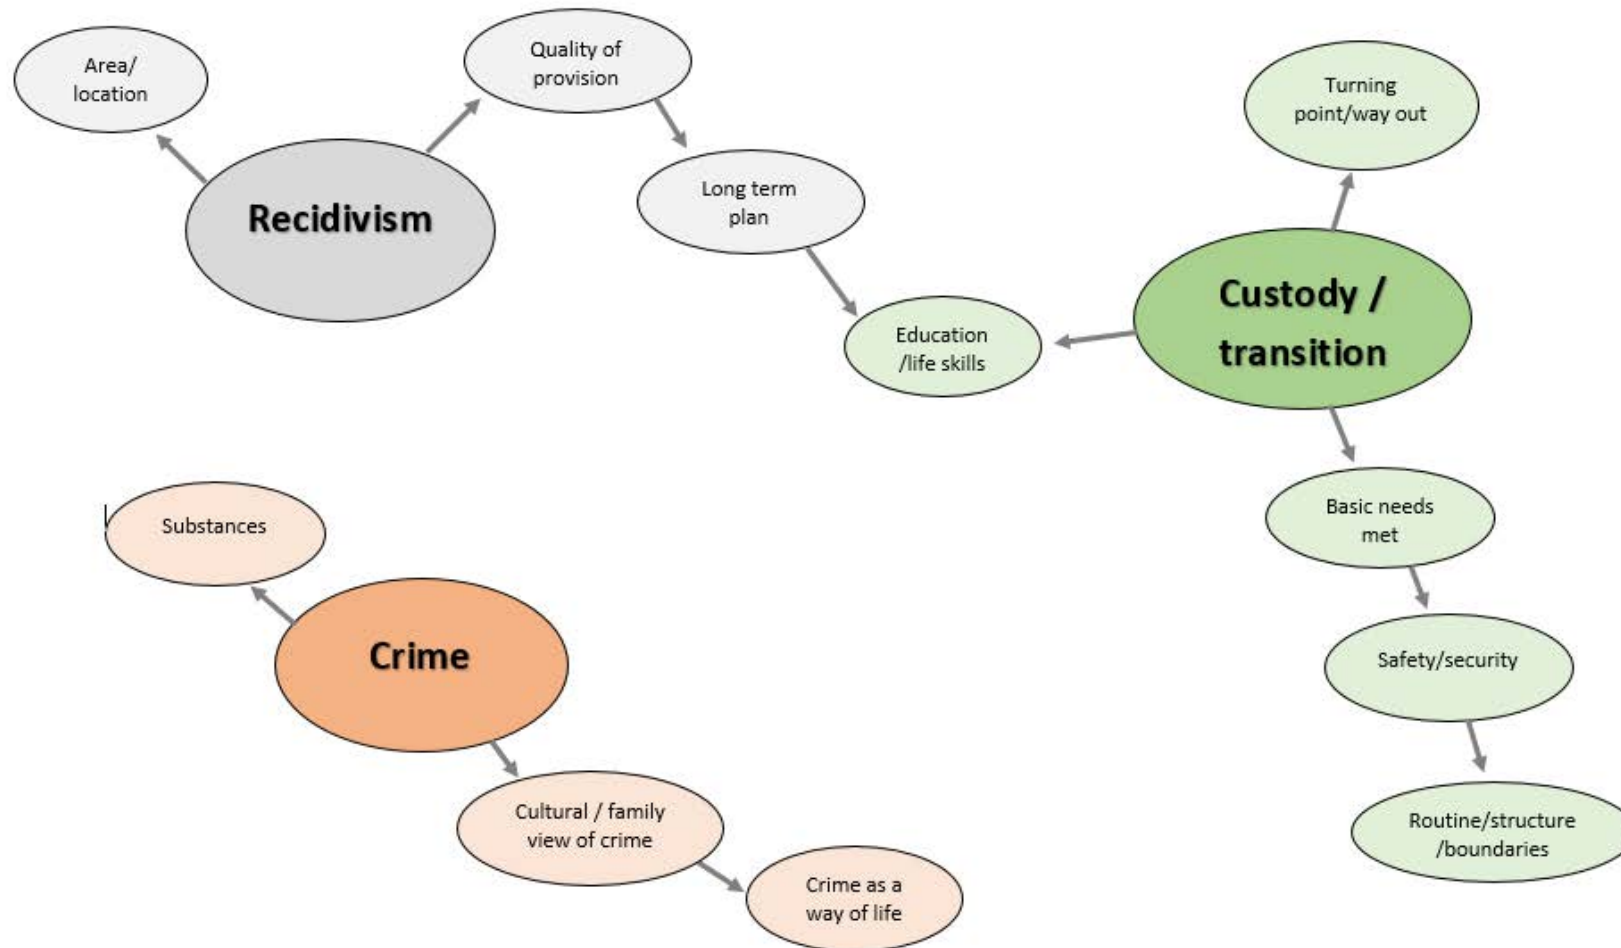 Area/
location
Quality of
provision
Turning
point/way out
Recidivism
Long term
plan
Custody /
transition
Education
/life skills
Basic needs
met
Substances
Safety/security
Crime
Cultural / family
view of crime
Routine/structure
/boundaries
Crime as a
way of life